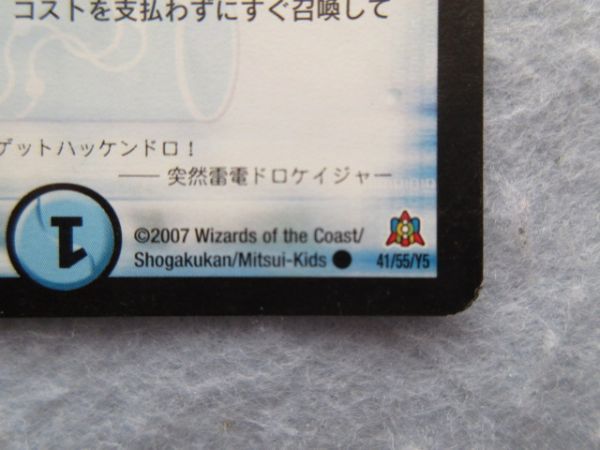 コストを支払わずにすぐ召喚して
ゲットハッケンドロ！
―― 突然雷電ドロケイジャー
1
©2007 Wizards of the Coast/
Shogakukan/Mitsui-Kids ●
41/55/Y5